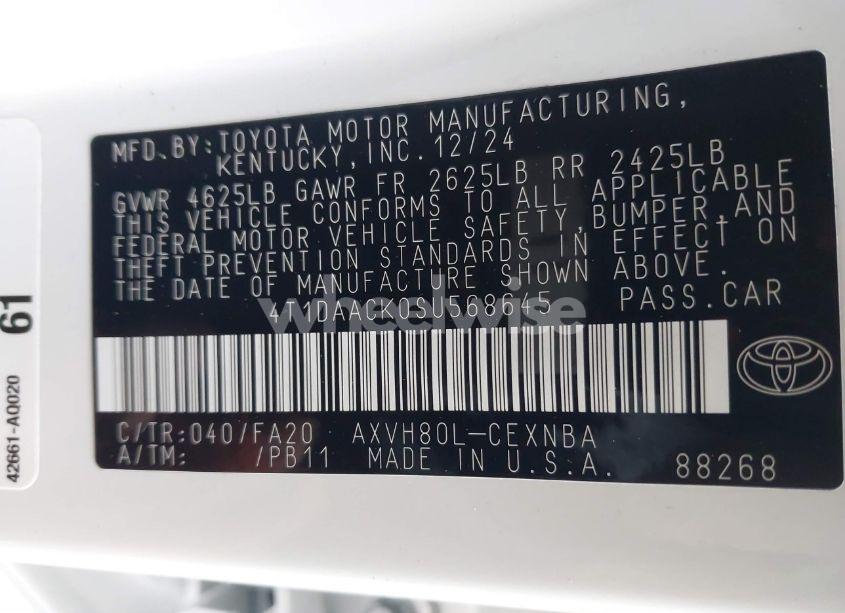 MFD.BY:TOYOTA MOTOR MANUFACTURING,
KENTUCKY,INC.12/24
GVWR 4625LB GAWR FR 2625LB RR 2425LB
THIS VEHICLE CONFORMS TO ALL APPLICABLE
FEDERAL MOTOR VEHICLE SAFETY,BUMPER,AND
THEFT PREVENTION STANDARDS IN EFFECT ON
THE DATE OF MANUFACTURE SHOWN ABOVE.
4T1DAACK0SU568645 PASS.CAR
wheelwise
C/TR:040/FA20 AXVH80L-CEXNBA
A/TM: /PB11 MADE IN U.S.A. 88268
42661-A0020 61